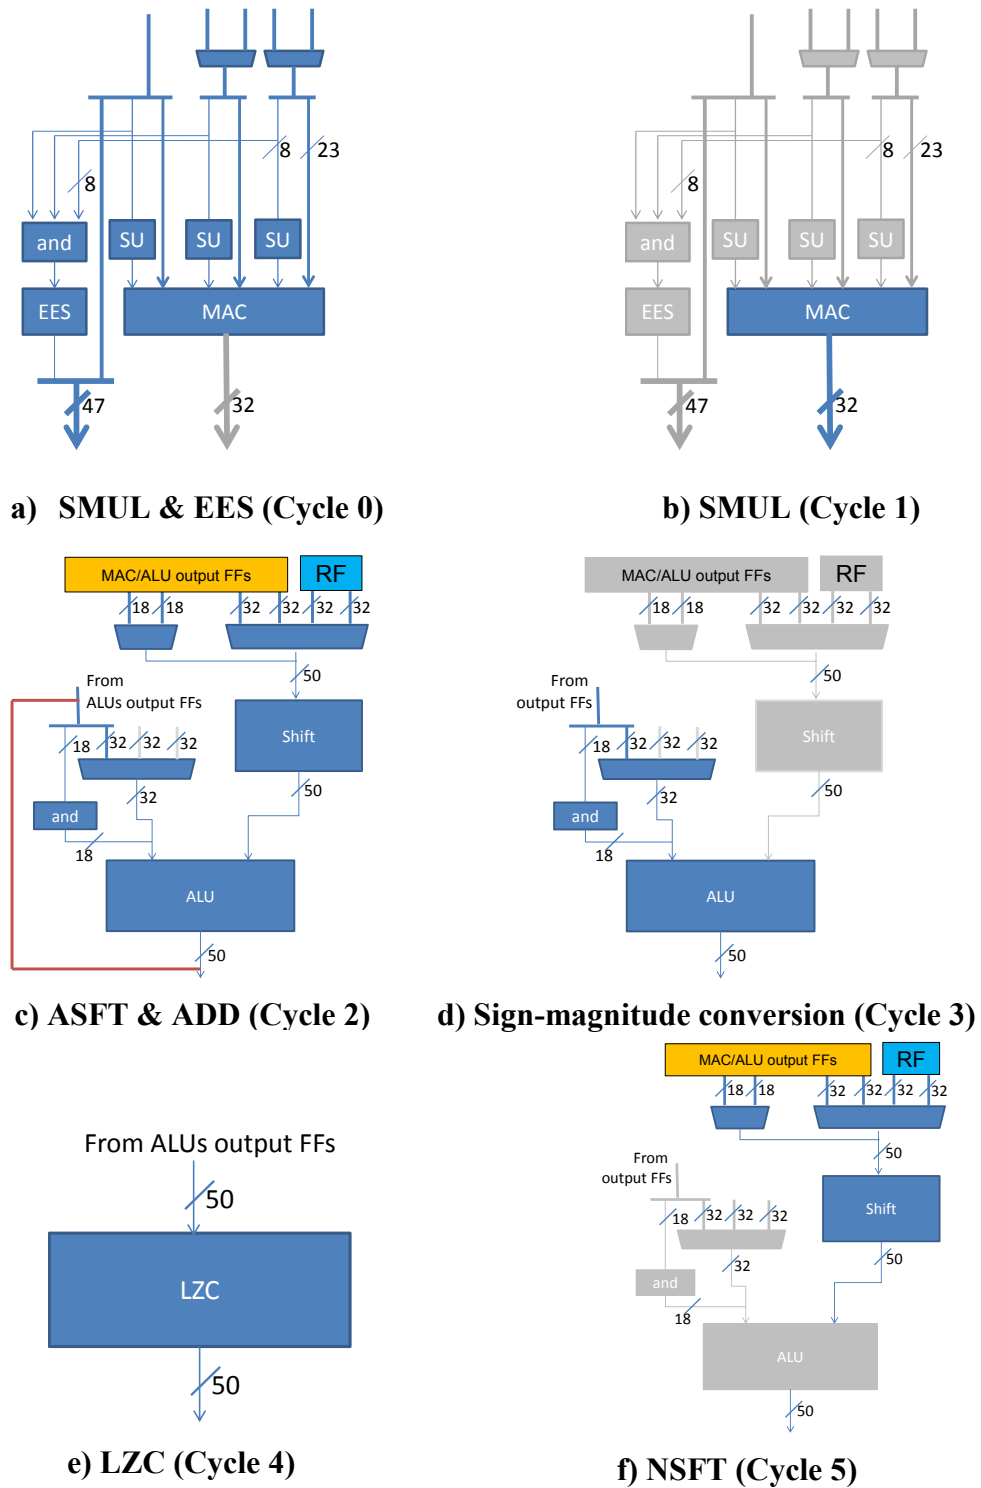 8
23
8
and
SU
SU
SU
EES
MAC
47
32
a) SMUL & EES (Cycle 0)
8
23
8
and
SU
SU
SU
EES
MAC
47
32
b) SMUL (Cycle 1)
MAC/ALU output FFs
RF
18
18
32
32
32
32
50
From
ALUs output FFs
18
32
32
32
Shift
32
50
and
18
ALU
50
c) ASFT & ADD (Cycle 2)
MAC/ALU output FFs
RF
18
18
32
32
32
32
50
From
output FFs
18
32
32
32
Shift
32
50
and
18
ALU
50
d) Sign-magnitude conversion (Cycle 3)
From ALUs output FFs
50
LZC
50
e) LZC (Cycle 4)
MAC/ALU output FFs
RF
18
18
32
32
32
32
50
From
output FFs
18
32
32
32
Shift
32
50
and
18
ALU
50
f) NSFT (Cycle 5)